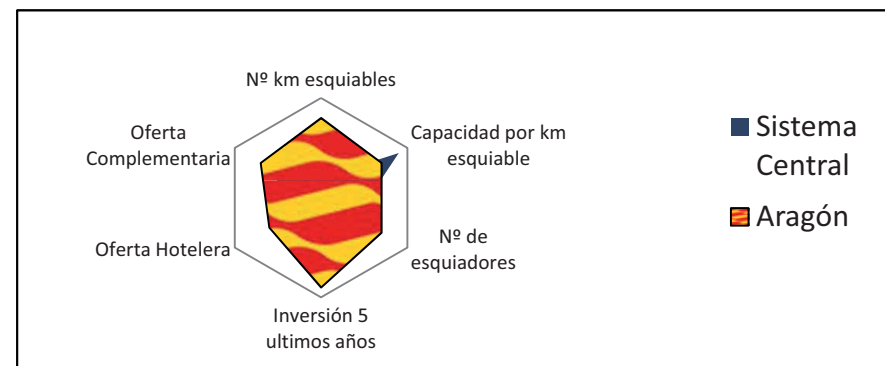 Nº km esquiables
Capacidad por km
esquiable
Nº de
esquiadores
Inversión 5
ultimos años
Oferta Hotelera
Oferta
Complementaria
Sistema
Central
Aragón